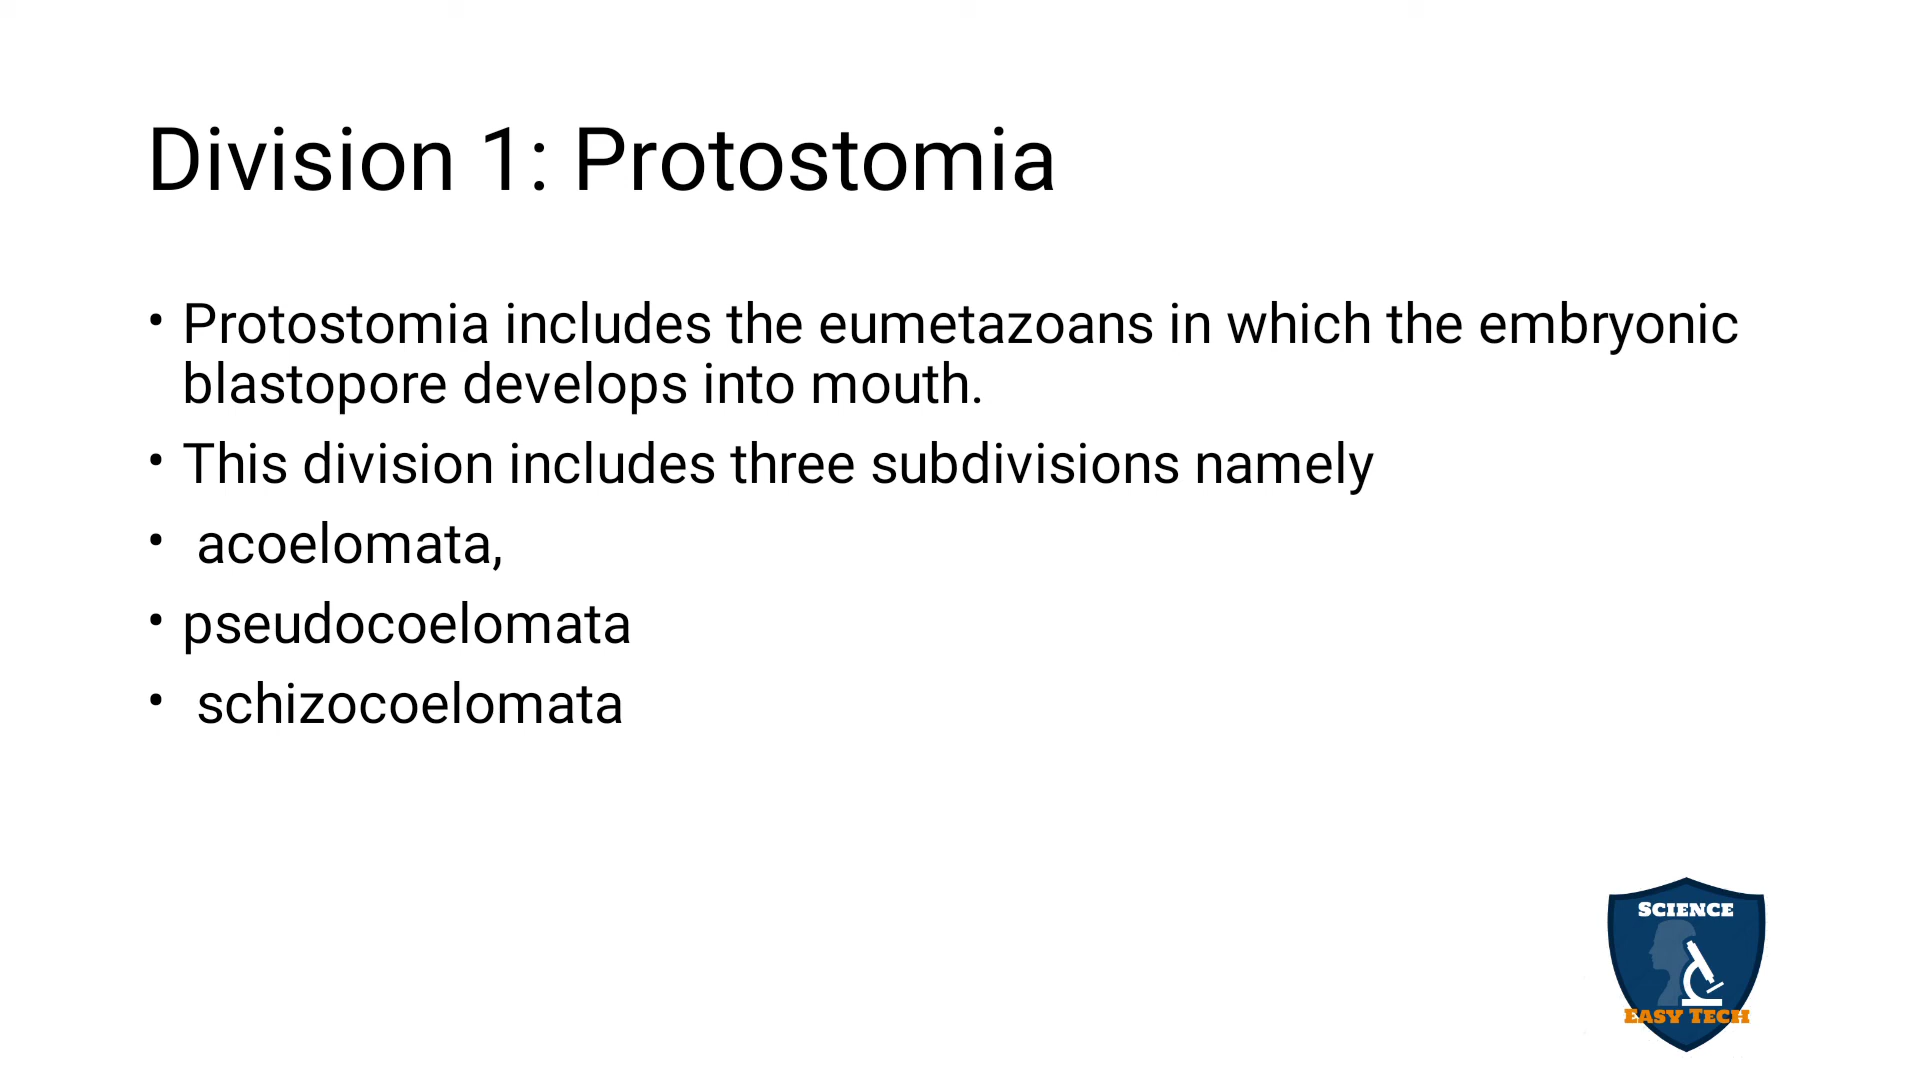 Division 1: Protostomia
• Protostomia includes the eumetazoans in which the embryonic
blastopore develops into mouth.
• This division includes three subdivisions namely
• acoelomata,
• pseudocoelomata
• schizocoelomata
SCIENCE
EASY TECH